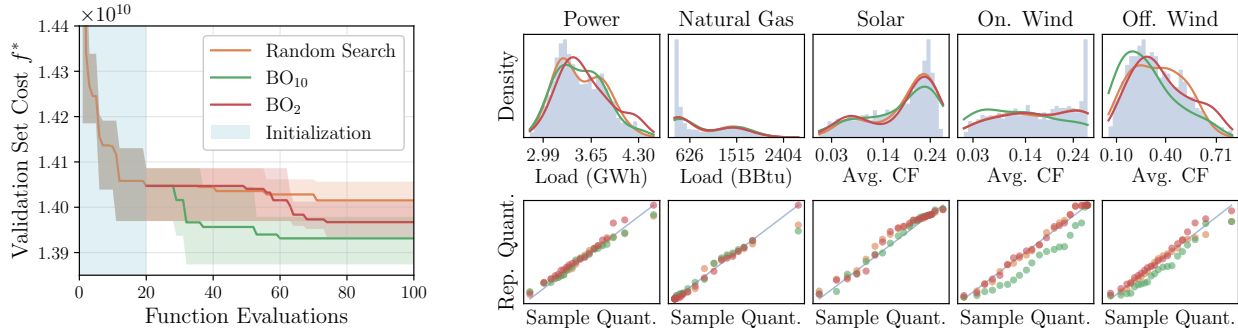 ×10¹⁰
1.44
1.43
1.42
1.41
1.40
1.39
Validation Set Cost f*
0
20
40
60
80
100
Function Evaluations
Random Search
BO₁₀
BO₂
Initialization
Power
Natural Gas
Solar
On. Wind
Off. Wind
Density
2.99 3.65 4.30
626 1515 2404
0.03 0.14 0.24
0.03 0.14 0.24
0.10 0.40 0.71
Load (GWh)
Load (BBtu)
Avg. CF
Avg. CF
Avg. CF
Rep. Quant.
Sample Quant.
Sample Quant.
Sample Quant.
Sample Quant.
Sample Quant.